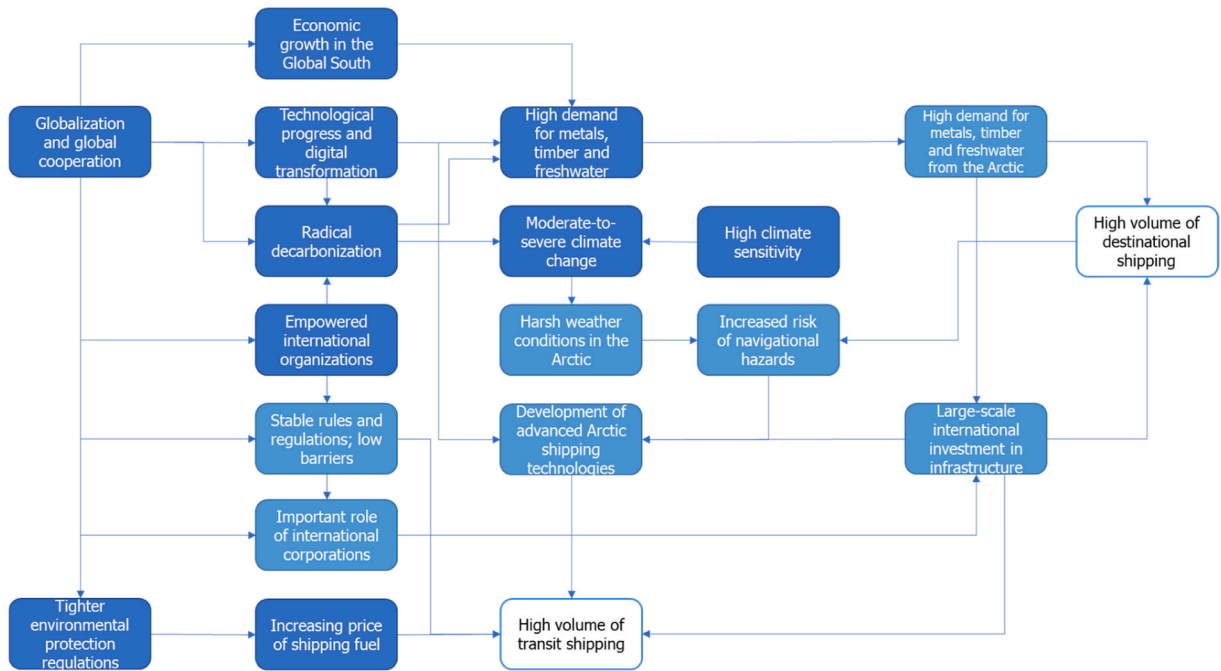 Economic
growth in the
Global South
Globalization
and global
cooperation
Technological
progress and
digital
transformation
High demand
for metals,
timber and
freshwater
High demand for
metals, timber
and freshwater
from the Arctic
Radical
decarbonization
Moderate-to-
severe climate
change
High climate
sensitivity
High volume of
destinational
shipping
Empowered
international
organizations
Harsh weather
conditions in the
Arctic
Increased risk
of navigational
hazards
Stable rules and
regulations; low
barriers
Development of
advanced Arctic
shipping
technologies
Large-scale
international
investment in
infrastructure
Important role
of international
corporations
Tighter
environmental
protection
regulations
Increasing price
of shipping fuel
High volume of
transit shipping